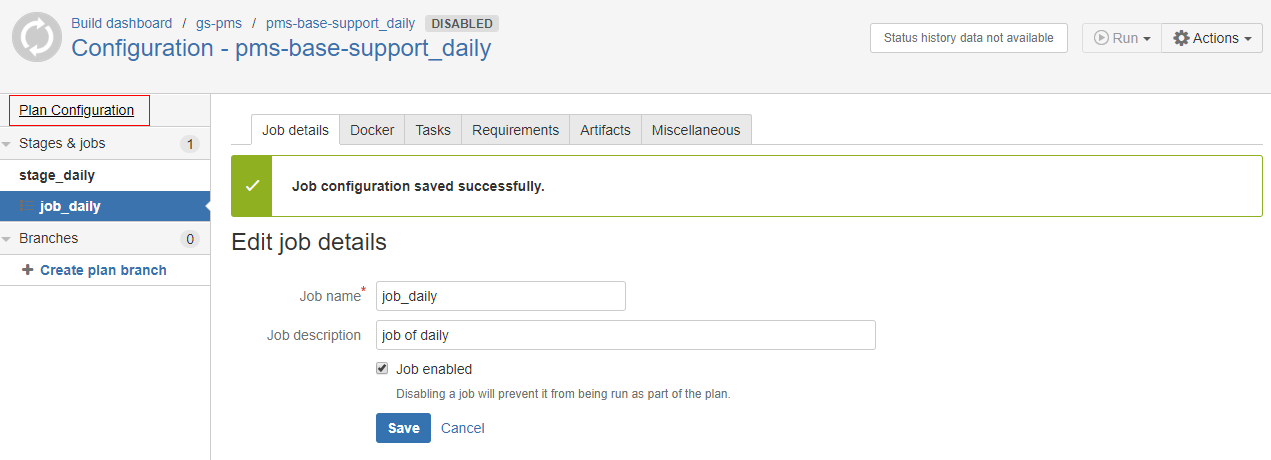 Build dashboard / gs-pms / pms-base-support_daily DISABLED
Configuration - pms-base-support_daily
Status history data not available
Run
Actions
Plan Configuration
Stages & jobs 1
stage_daily
job_daily
Branches 0
Create plan branch
Job details Docker Tasks Requirements Artifacts Miscellaneous
Job configuration saved successfully.
Edit job details
Job name* job_daily
Job description job of daily
Job enabled
Disabling a job will prevent it from being run as part of the plan.
Save Cancel